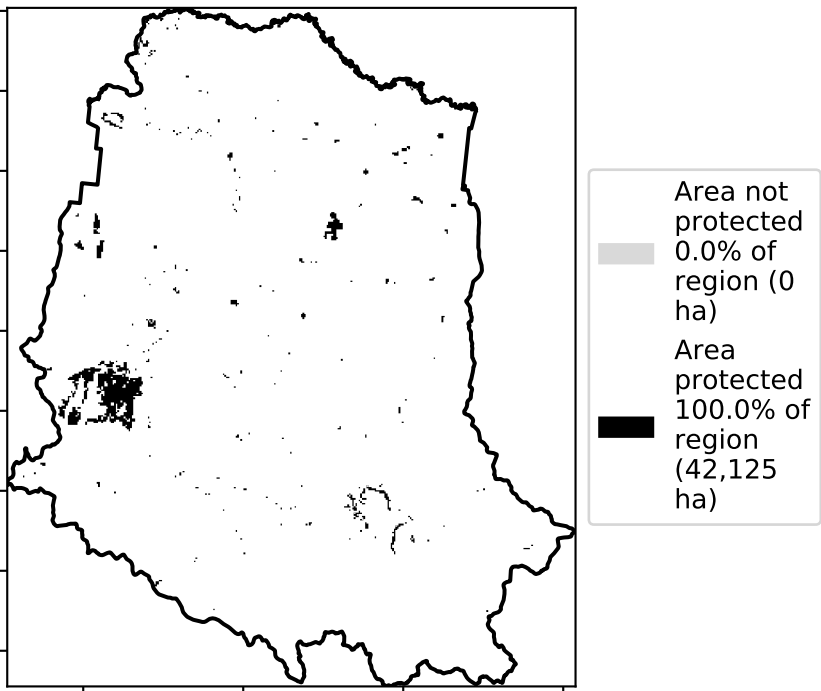 Area not
protected
0.0% of
region (0
ha)
Area
protected
100.0% of
region
(42,125
ha)